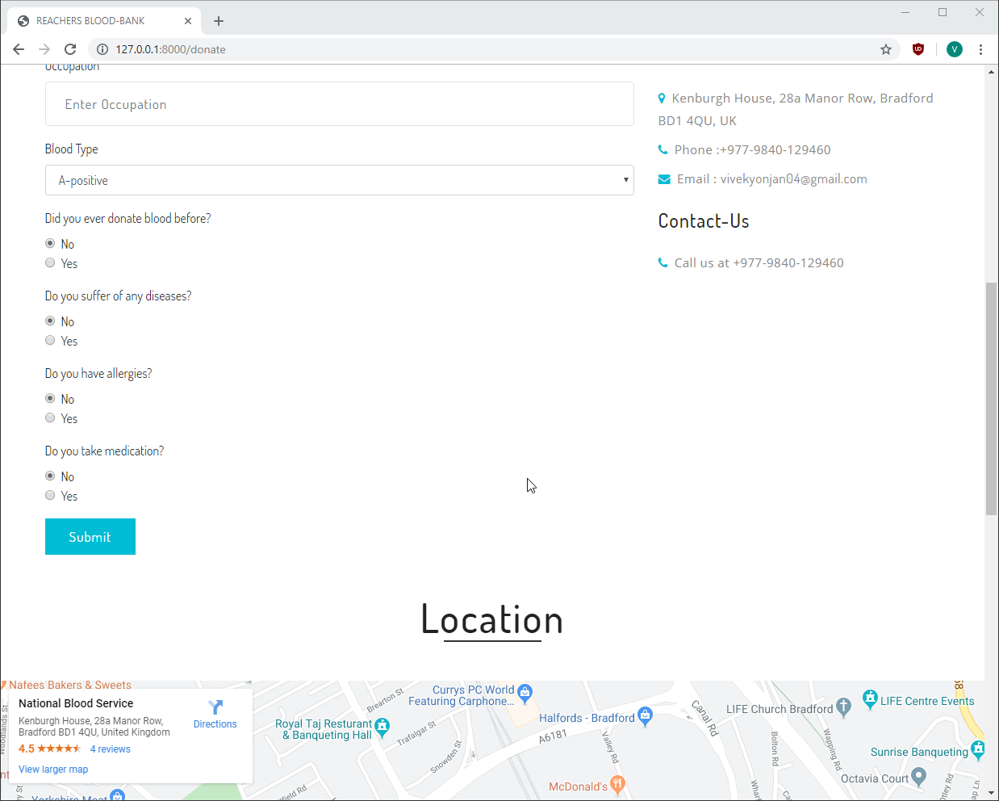 REACHERS BLOOD-BANK
127.0.0.1:8000/donate
V
Occupation
Enter Occupation
Blood Type
A-positive
Did you ever donate blood before?
No
Yes
Do you suffer of any diseases?
No
Yes
Do you have allergies?
No
Yes
Do you take medication?
No
Yes
Submit
Kenburgh House, 28a Manor Row, Bradford
BD1 4QU, UK
Phone :+977-9840-129460
Email : vivekyonjan04@gmail.com
Contact-Us
Call us at +977-9840-129460
Location
Nafees Bakers & Sweets
National Blood Service
Kenburgh House, 28a Manor Row,
Bradford BD1 4QU, United Kingdom
4.5
4 reviews
View larger map
Directions
Woodlands St
Brearton St
Currys PC World
Featuring Carphone...
Royal Taj Resturant
& Banqueting Hall
Trafalgar St
Snowden St
Halfords - Bradford
A6181
Valley Rd
Canal Rd
LIFE Church Bradford
LIFE Centre Events
Bolton Rd
Wapping Rd
Sunrise Banqueting
Octavia Court
McDonald's
Yorkshire Meat